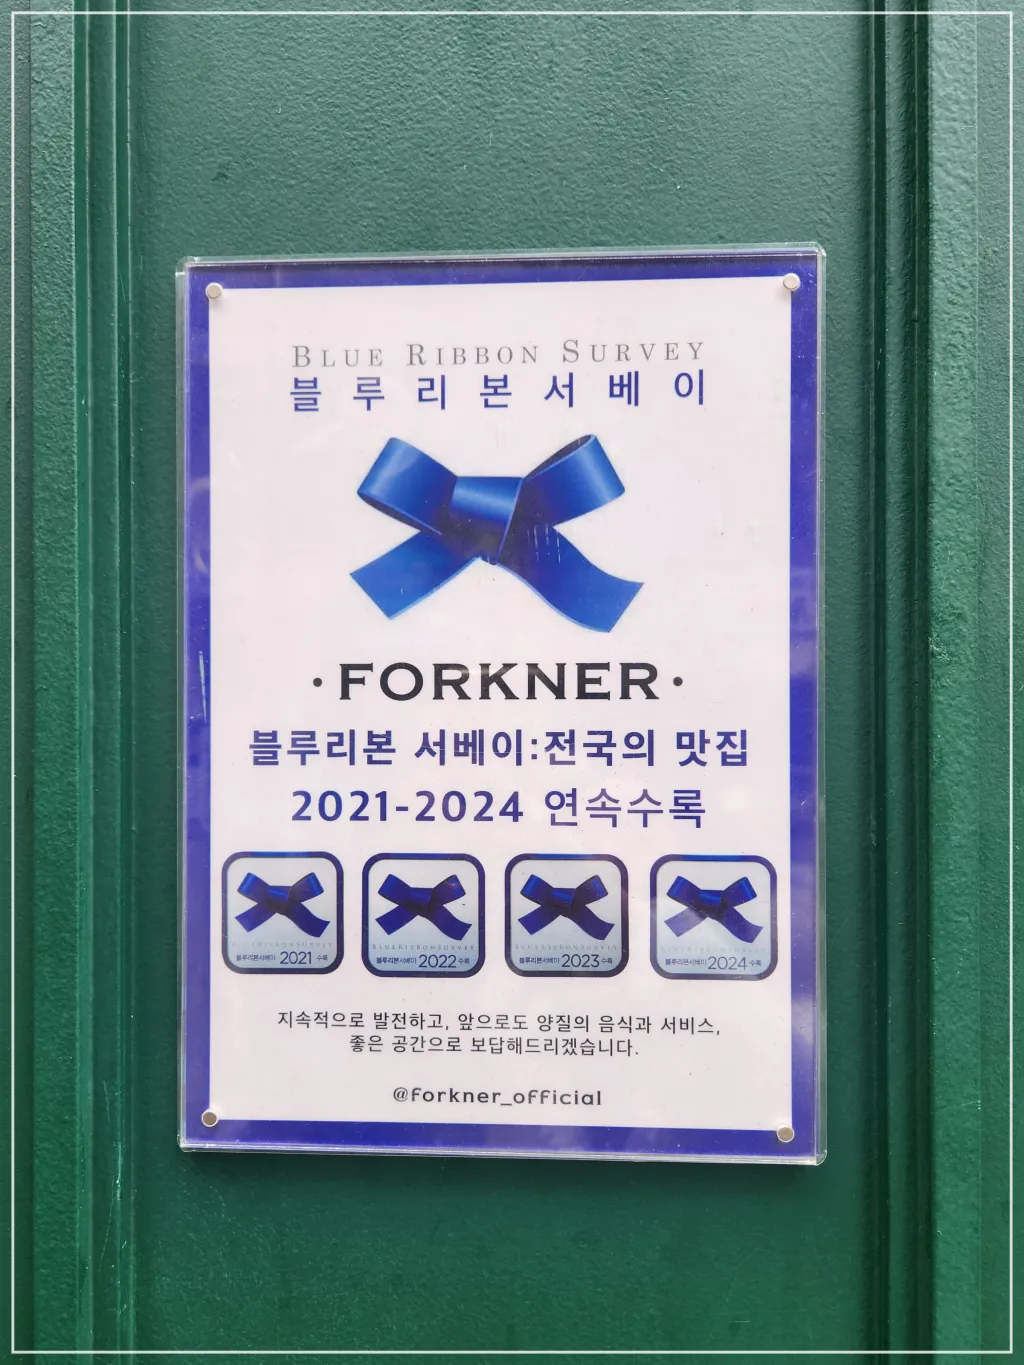 BLUE RIBBON SURVEY
블루리본서베이
·FORKNER·
블루리본 서베이:전국의 맛집
2021-2024 연속수록
BLUERIBBONSURVEY
블루리본서베이 2021 수록
BLUERIBBONSURVEY
블루리본서베이 2022 수록
BLUERIBBONSURVEY
블루리본서베이 2023 수록
BLUERIBBONSURVEY
블루리본서베이 2024 수록
지속적으로 발전하고, 앞으로도 양질의 음식과 서비스,
좋은 공간으로 보답해드리겠습니다.
@forkner_official